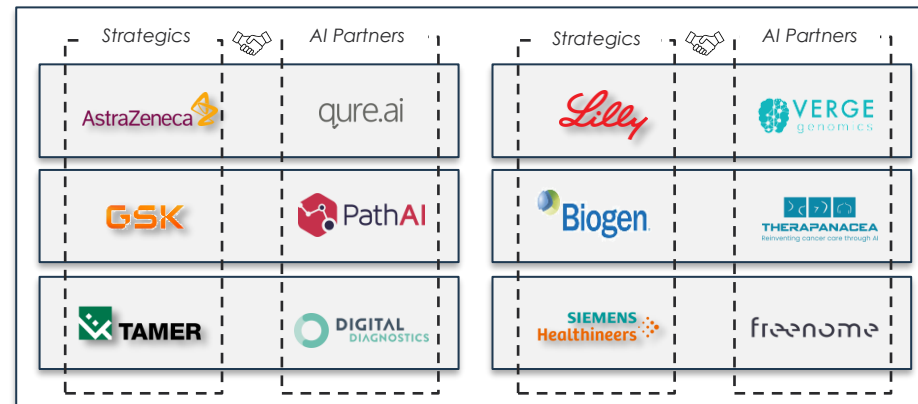 Strategics
AI Partners
Strategics
AI Partners
AstraZeneca
qure.ai
Lilly
VERGE
genomics
GSK
PathAI
Biogen.
THERAPANACEA
Reinventing cancer care through AI
TAMER
DIGITAL
DIAGNOSTICS
SIEMENS
Healthineers
freenome